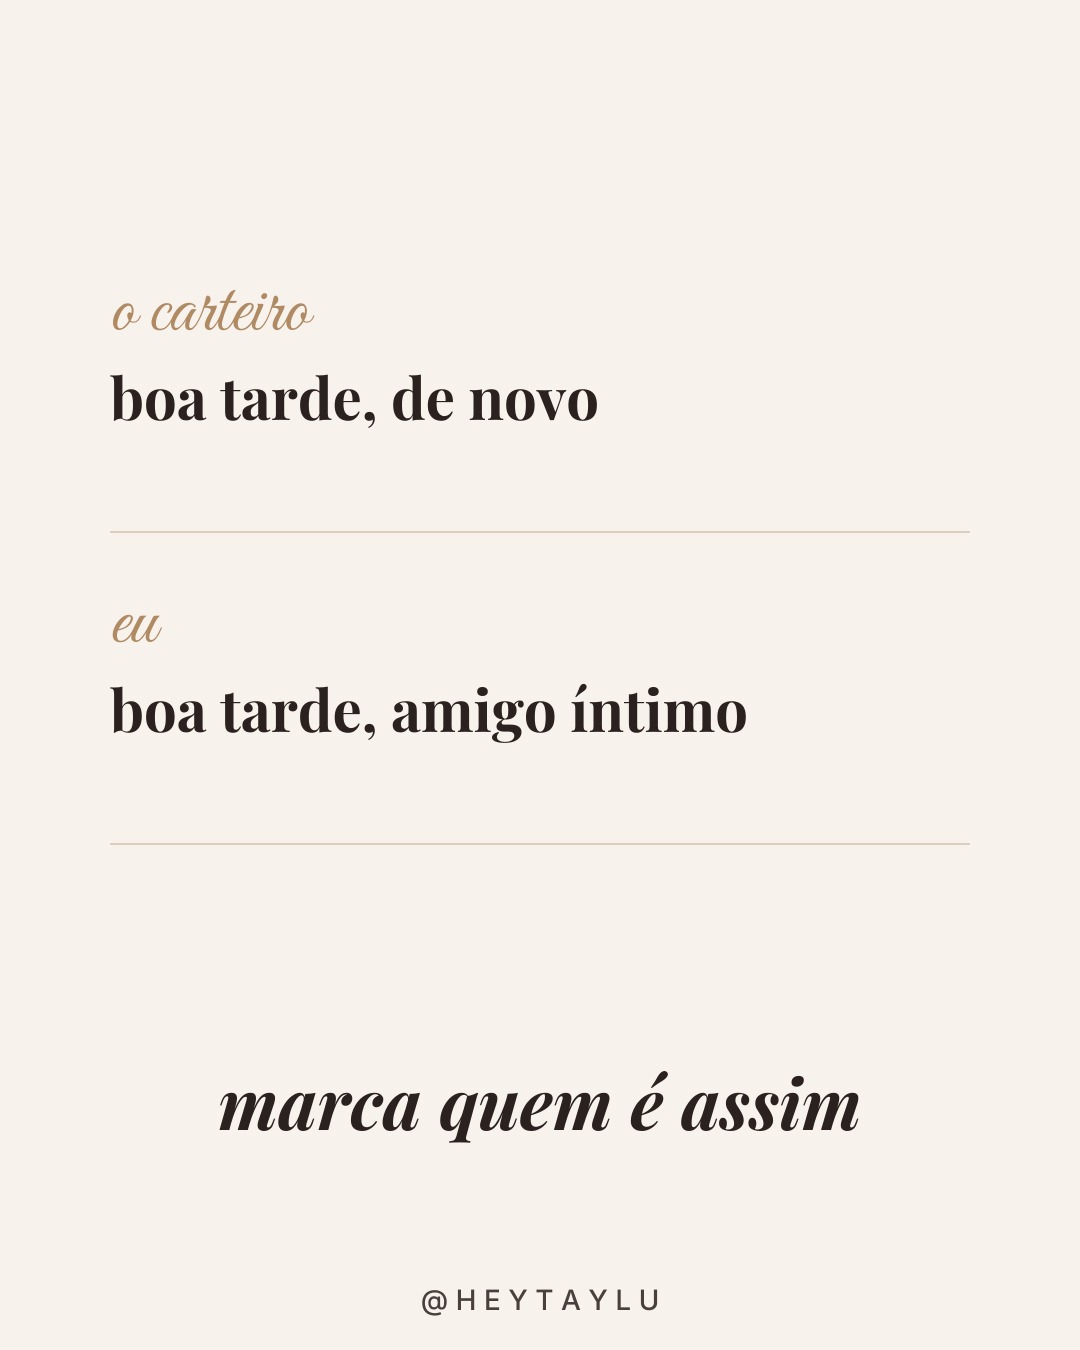 o carteiro
boa tarde, de novo
eu
boa tarde, amigo íntimo
marca quem é assim
@HEYTAYLU